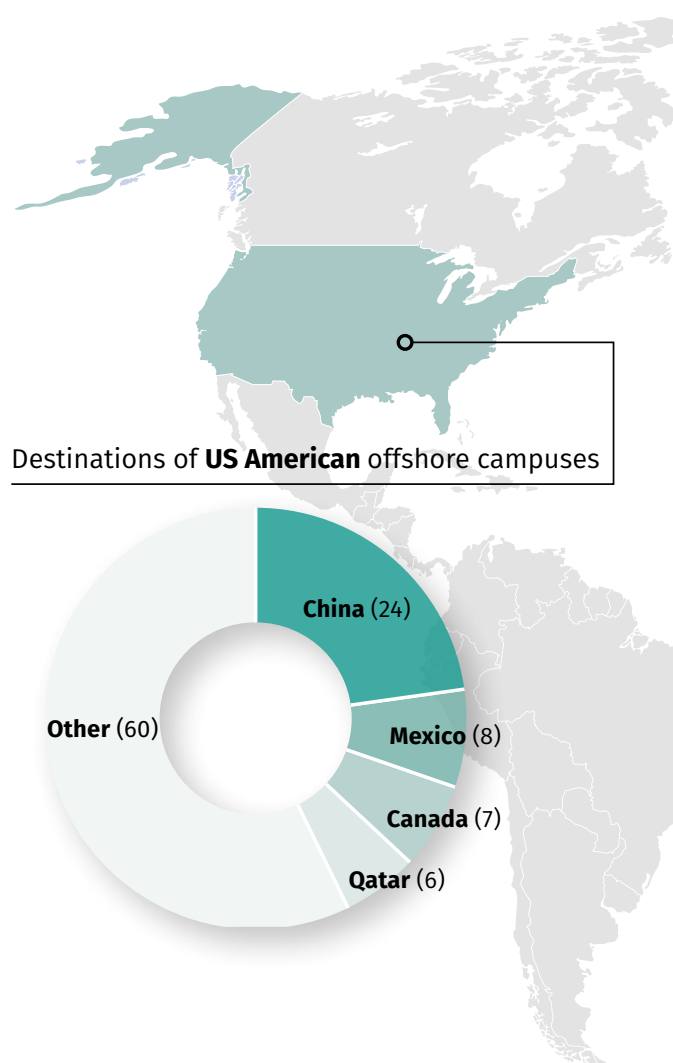 Destinations of US American offshore campuses
China (24)
Mexico (8)
Other (60)
Canada (7)
Qatar (6)